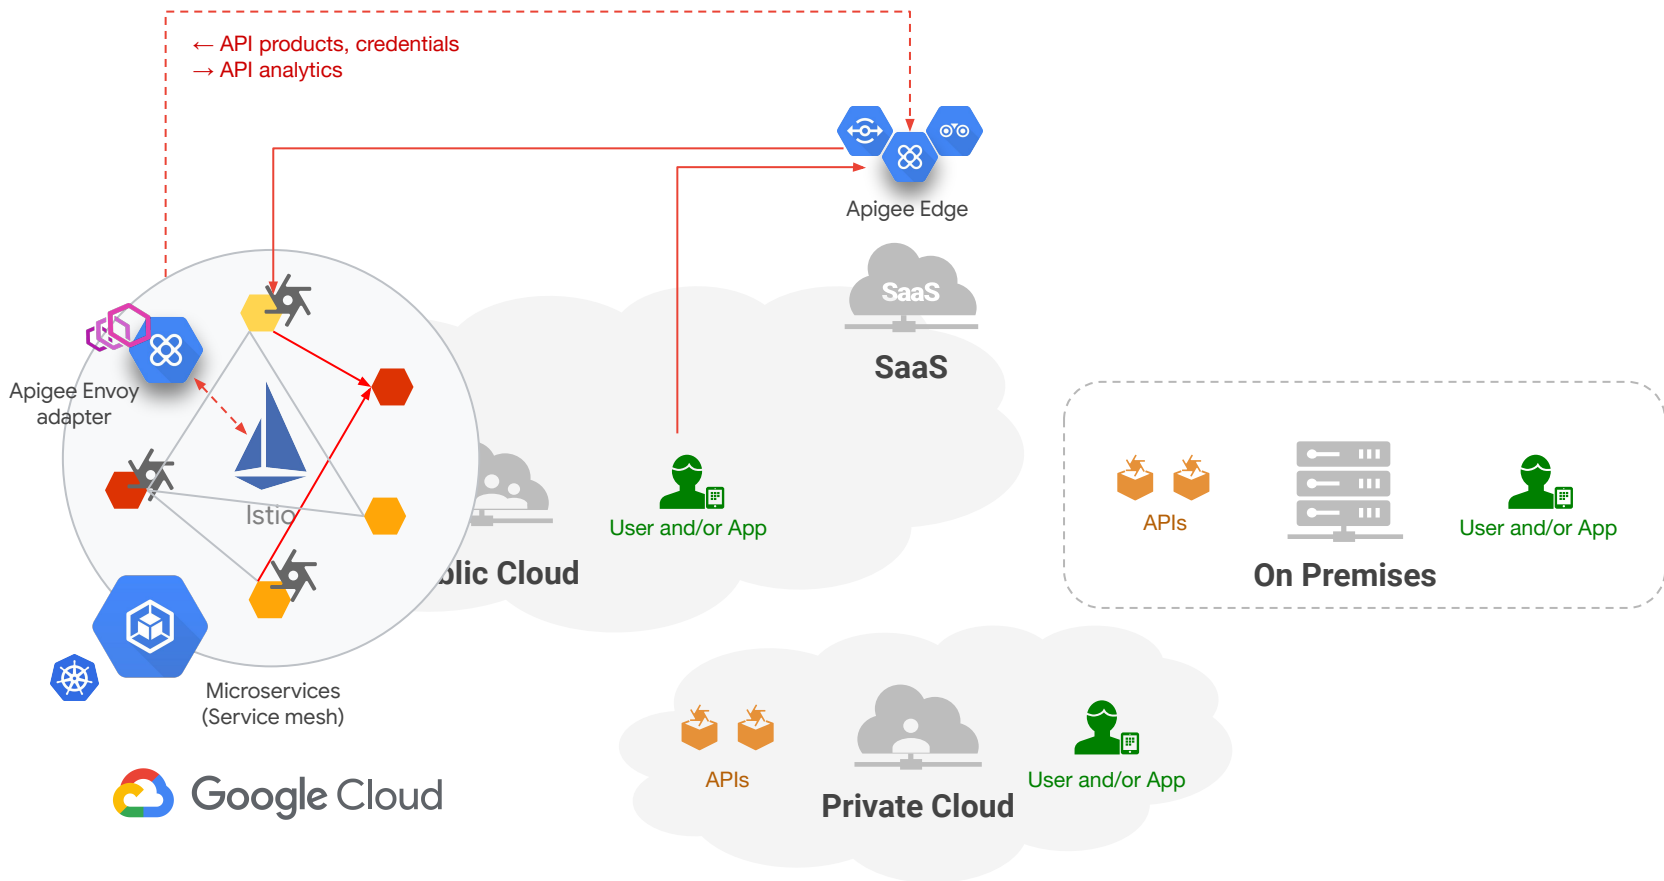 ← API products, credentials
→ API analytics
Apigee Edge
SaaS
SaaS
Apigee Envoy
adapter
Istio
User and/or App
blic Cloud
APIs
User and/or App
On Premises
Microservices
(Service mesh)
APIs
User and/or App
Private Cloud
Google Cloud